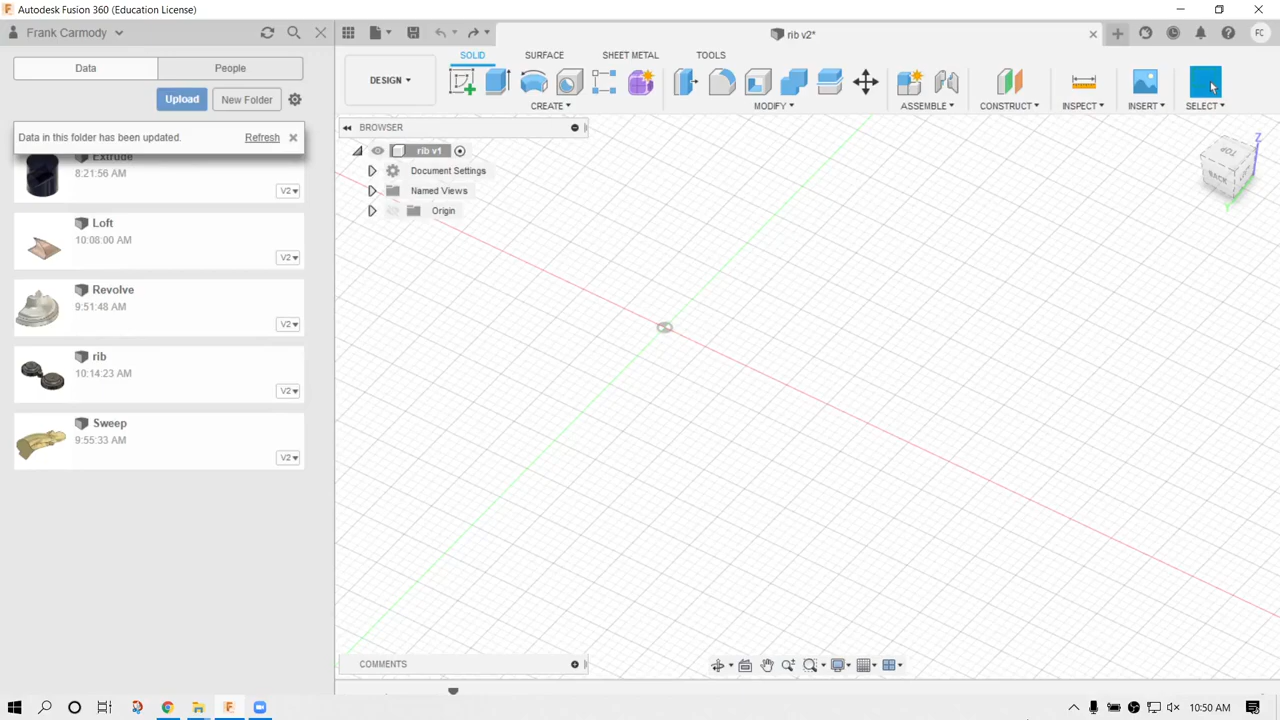 Autodesk Fusion 360 (Education License)
Frank Carmody
rib v2*
FC
Data
People
Upload
New Folder
Data in this folder has been updated.
Refresh
Extrude
8:21:56 AM
V2
Loft
10:08:00 AM
V2
Revolve
9:51:48 AM
V2
rib
10:14:23 AM
V2
Sweep
9:55:33 AM
V2
SOLID
SURFACE
SHEET METAL
TOOLS
DESIGN
CREATE
MODIFY
ASSEMBLE
CONSTRUCT
INSPECT
INSERT
SELECT
BROWSER
rib v1
Document Settings
Named Views
Origin
TOP
BACK
Z
Y
COMMENTS
10:50 AM